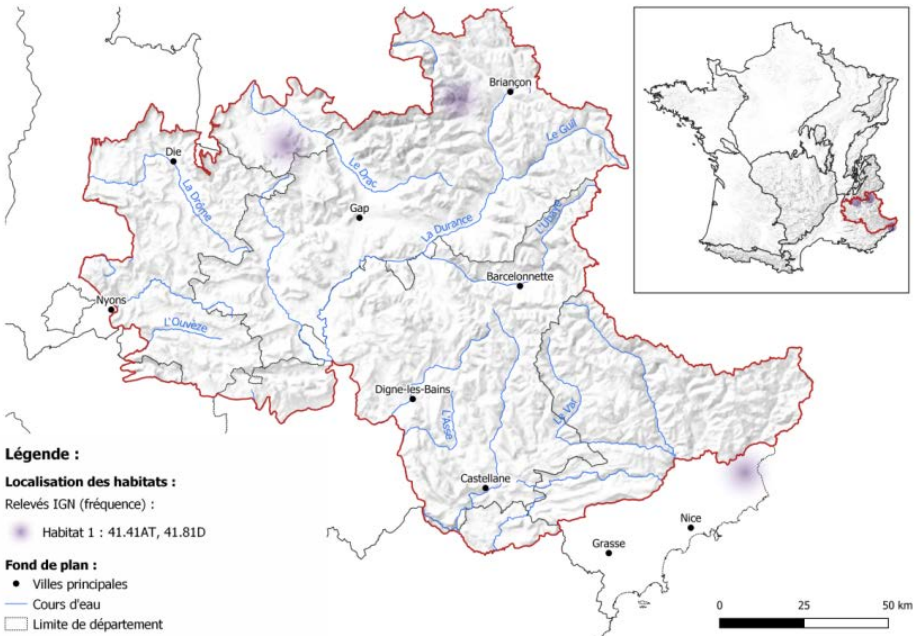 Briançon
Die
Le Guil
La Drôme
Le Drac
Gap
La Durance
L'Ubaye
Barcelonnette
Nyons
L'Ouvèze
Digne-les-Bains
L'Asse
Le Var
Castellane
Nice
Grasse
Légende :
Localisation des habitats :
Relevés IGN (fréquence) :
Habitat 1 : 41.41AT, 41.81D
Fond de plan :
Villes principales
Cours d'eau
Limite de département
0 25 50 km